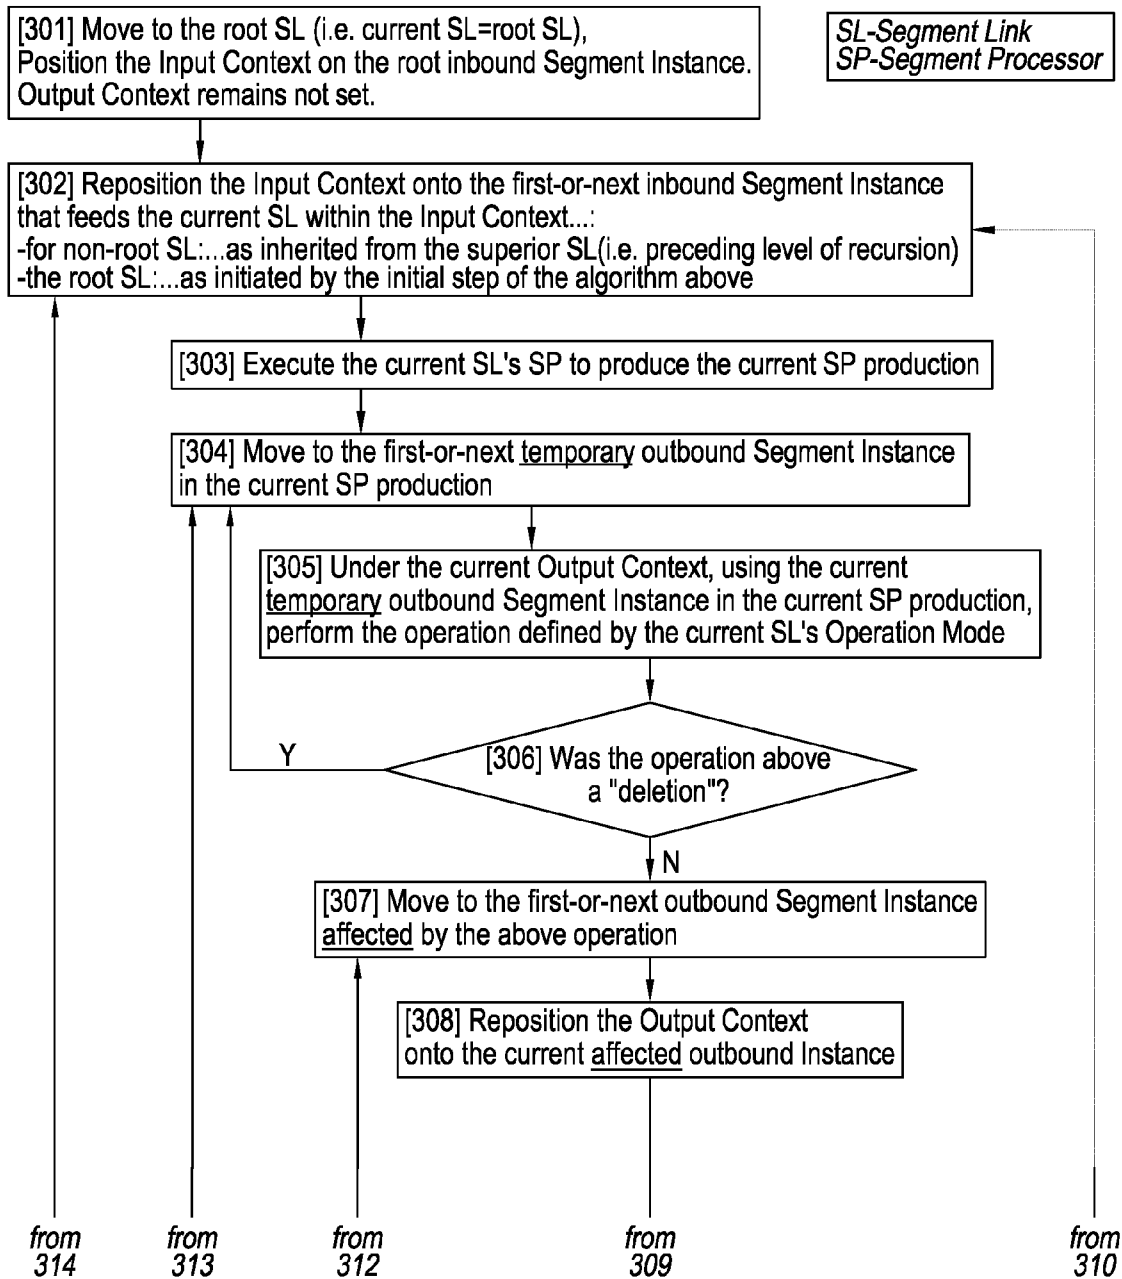 [301] Move to the root SL (i.e. current SL=root SL),
Position the Input Context on the root inbound Segment Instance.
Output Context remains not set.
SL-Segment Link
SP-Segment Processor
[302] Reposition the Input Context onto the first-or-next inbound Segment Instance
that feeds the current SL within the Input Context...:
-for non-root SL:...as inherited from the superior SL(i.e. preceding level of recursion)
-the root SL:...as initiated by the initial step of the algorithm above
[303] Execute the current SL's SP to produce the current SP production
[304] Move to the first-or-next temporary outbound Segment Instance
in the current SP production
[305] Under the current Output Context, using the current
temporary outbound Segment Instance in the current SP production,
perform the operation defined by the current SL's Operation Mode
Y
[306] Was the operation above
a "deletion"?
N
[307] Move to the first-or-next outbound Segment Instance
affected by the above operation
[308] Reposition the Output Context
onto the current affected outbound Instance
from
314
from
313
from
312
from
309
from
310